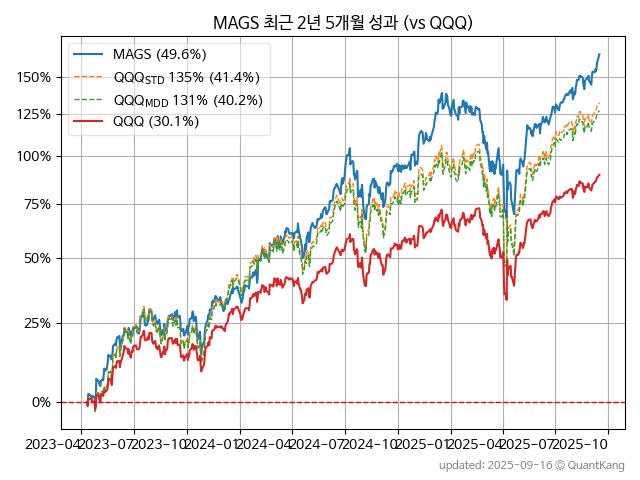 MAGS 최근 2년 5개월 성과 (vs QQQ)
MAGS (49.6%)
QQQSTD 135% (41.4%)
QQQMDD 131% (40.2%)
QQQ (30.1%)
150%
125%
100%
75%
50%
25%
0%
2023-04 2023-07 2023-10 2024-01 2024-04 2024-07 2024-10 2025-01 2025-04 2025-07 2025-10
updated: 2025-09-16 © QuantKang